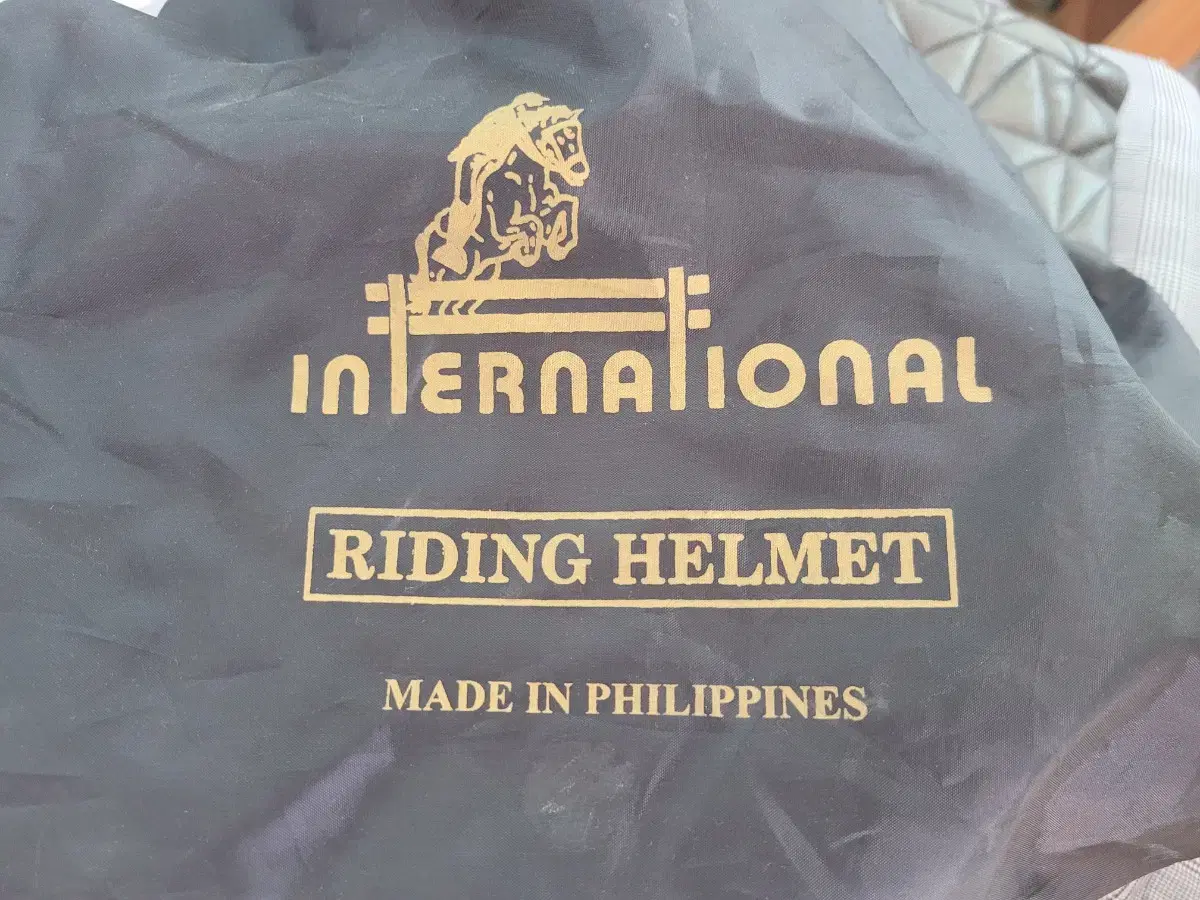 INTERNATIONAL
RIDING HELMET
MADE IN PHILIPPINES